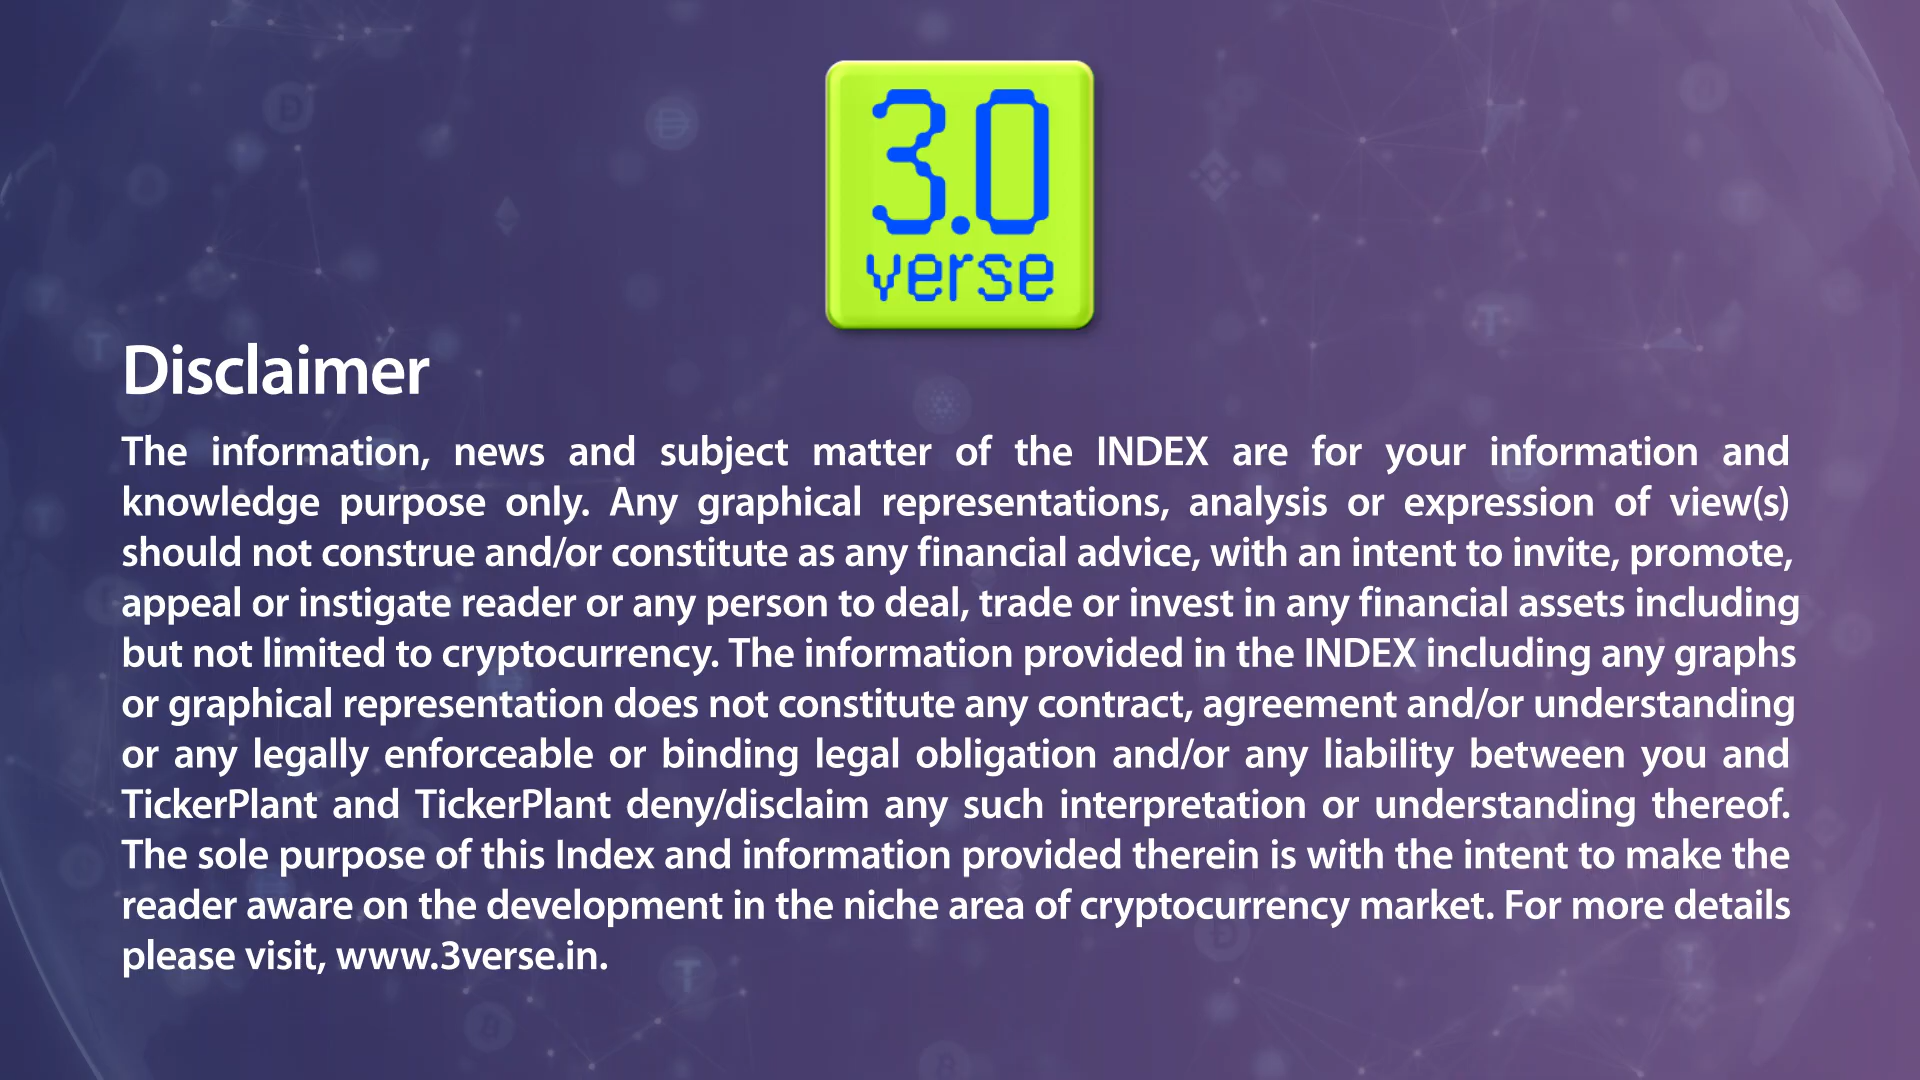 3.0
verse
Disclaimer
The information, news and subject matter of the INDEX are for your information and
knowledge purpose only. Any graphical representations, analysis or expression of view(s)
should not construe and/or constitute as any financial advice, with an intent to invite, promote,
appeal or instigate reader or any person to deal, trade or invest in any financial assets including
but not limited to cryptocurrency. The information provided in the INDEX including any graphs
or graphical representation does not constitute any contract, agreement and/or understanding
or any legally enforceable or binding legal obligation and/or any liability between you and
TickerPlant and TickerPlant deny/disclaim any such interpretation or understanding thereof.
The sole purpose of this Index and information provided therein is with the intent to make the
reader aware on the development in the niche area of cryptocurrency market. For more details
please visit, www.3verse.in.